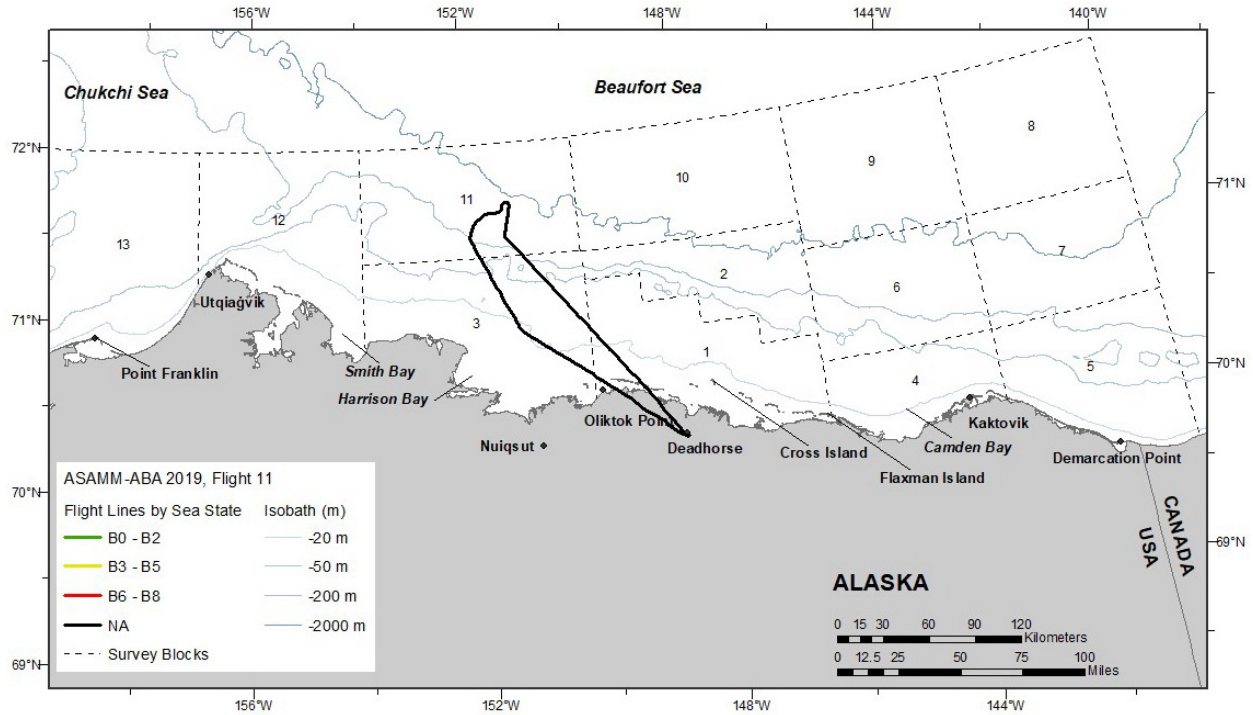 156°W 152°W 148°W 144°W 140°W
Chukchi Sea
Beaufort Sea
72°N
71°N
70°N
69°N
71°N
70°N
69°N
8
9
10
11
12
13
7
2
6
3
1
5
4
Utqiaġvik
Point Franklin
Smith Bay
Harrison Bay
Oliktok Point
Nuiqsut
Deadhorse
Cross Island
Flaxman Island
Camden Bay
Kaktovik
Demarcation Point
CANADA
USA
ALASKA
ASAMM-ABA 2019, Flight 11
Flight Lines by Sea State
B0 - B2
B3 - B5
B6 - B8
NA
Survey Blocks
Isobath (m)
-20 m
-50 m
-200 m
-2000 m
0 15 30 60 90 120
Kilometers
0 12.5 25 50 75 100
Miles
156°W 152°W 148°W 144°W